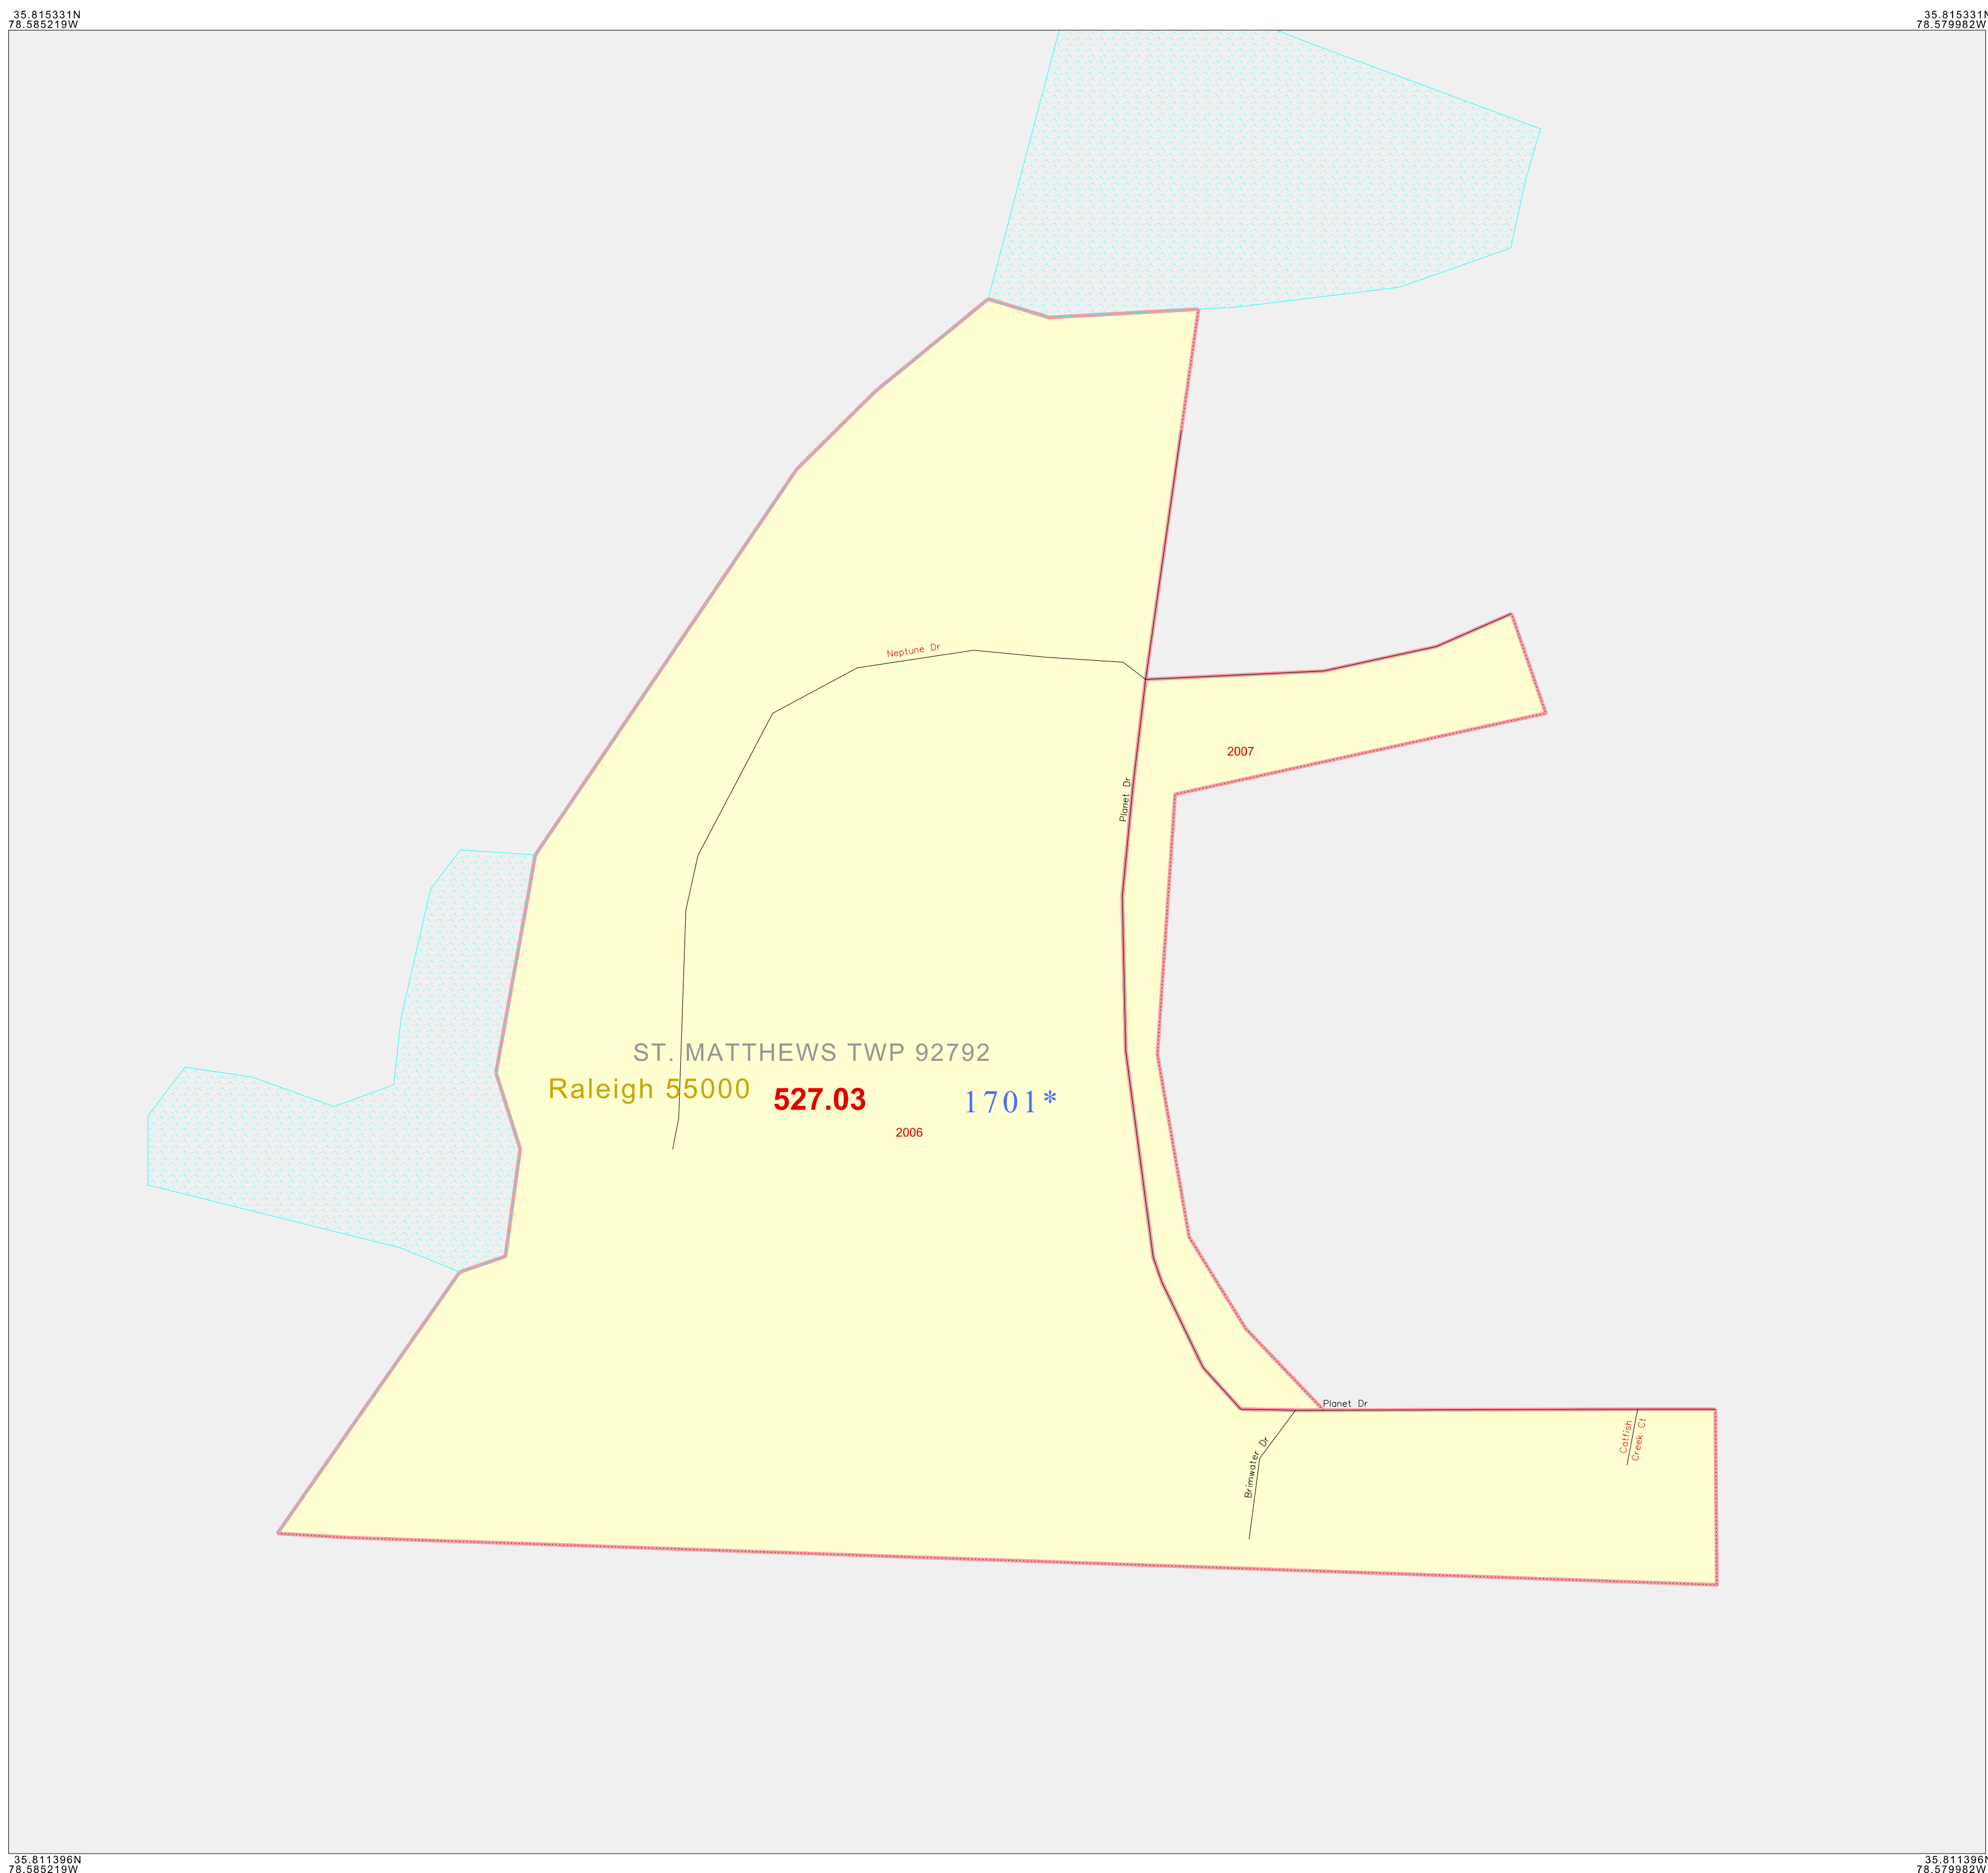 35.815331N
78.585219W
35.815331N
78.579982W
Neptune Dr
2007
Planet Dr
ST. MATTHEWS TWP 92792
Raleigh 55000
527.03
1701*
2006
Planet Dr
Brimwater Dr
Catfish
Creek Ct
35.811396N
78.585219W
35.811396N
78.579982W